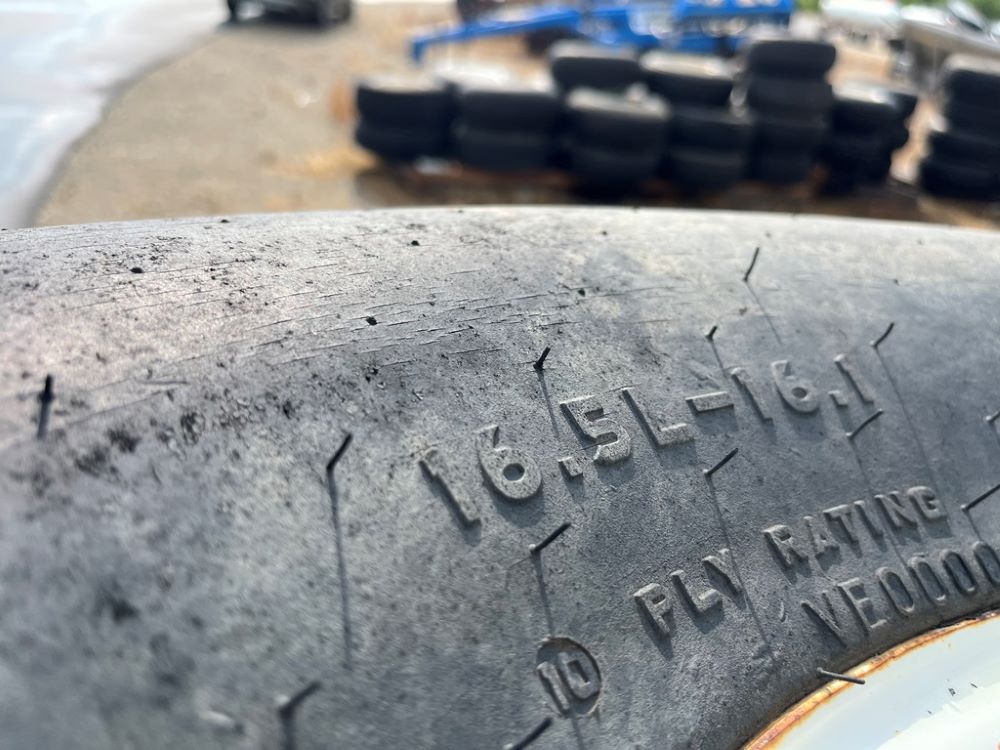 16.5L-16.1
10 PLY RATING
VE0000